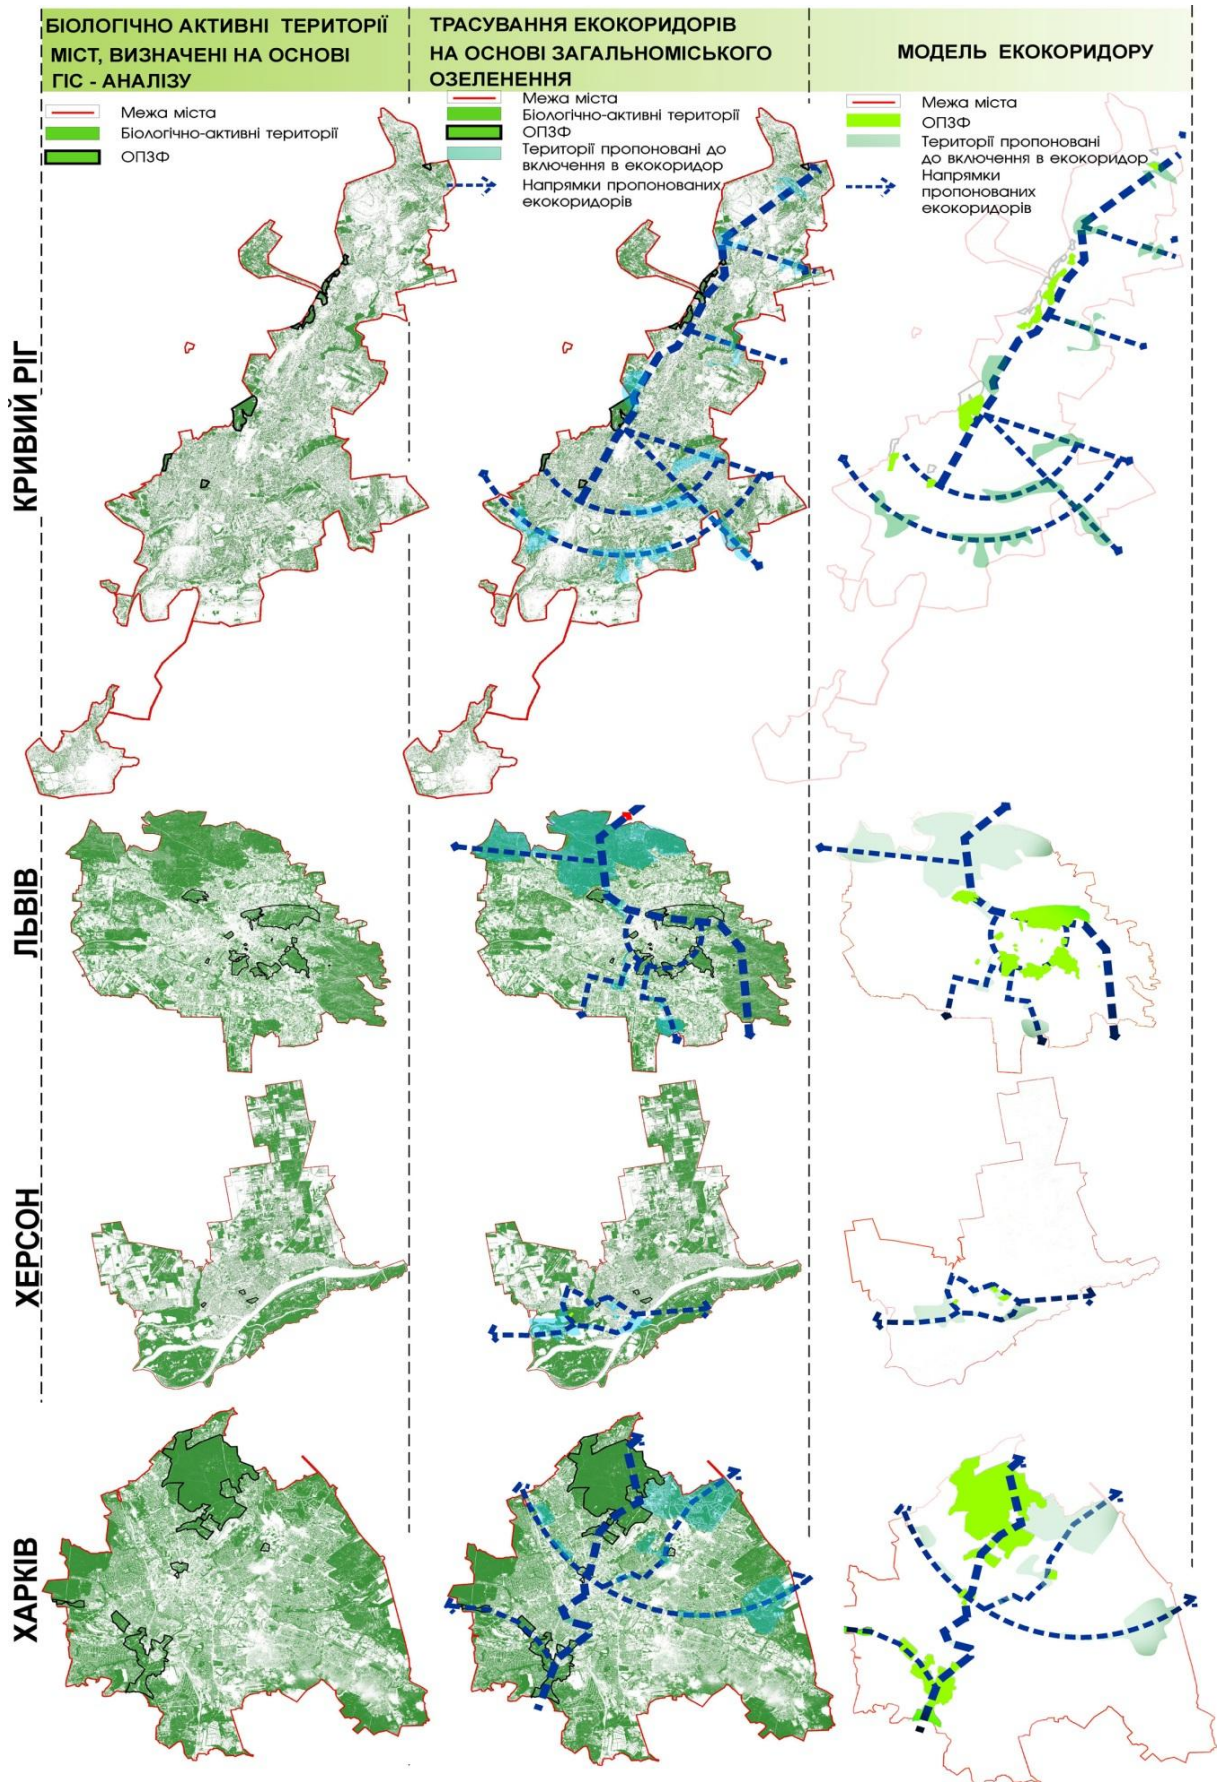 БІОЛОГІЧНО АКТИВНІ ТЕРИТОРІЇ
МІСТ, ВИЗНАЧЕНІ НА ОСНОВІ
ГІС - АНАЛІЗУ
Межа міста
Біологічно-активні території
ОПЗФ
ТРАСУВАННЯ ЕКОКОРИДОРІВ
НА ОСНОВІ ЗАГАЛЬНОМІСЬКОГО
ОЗЕЛЕНЕННЯ
Межа міста
Біологічно-активні території
ОПЗФ
Території пропоновані до
включення в екокоридор
Напрямки пропонованих
екокоридорів
МОДЕЛЬ ЕКОКОРИДОРУ
Межа міста
ОПЗФ
Території пропоновані
до включення в екокоридор
Напрямки
пропонованих
екокоридорів
КРИВИЙ РІГ
ЛЬВІВ
ХЕРСОН
ХАРКІВ